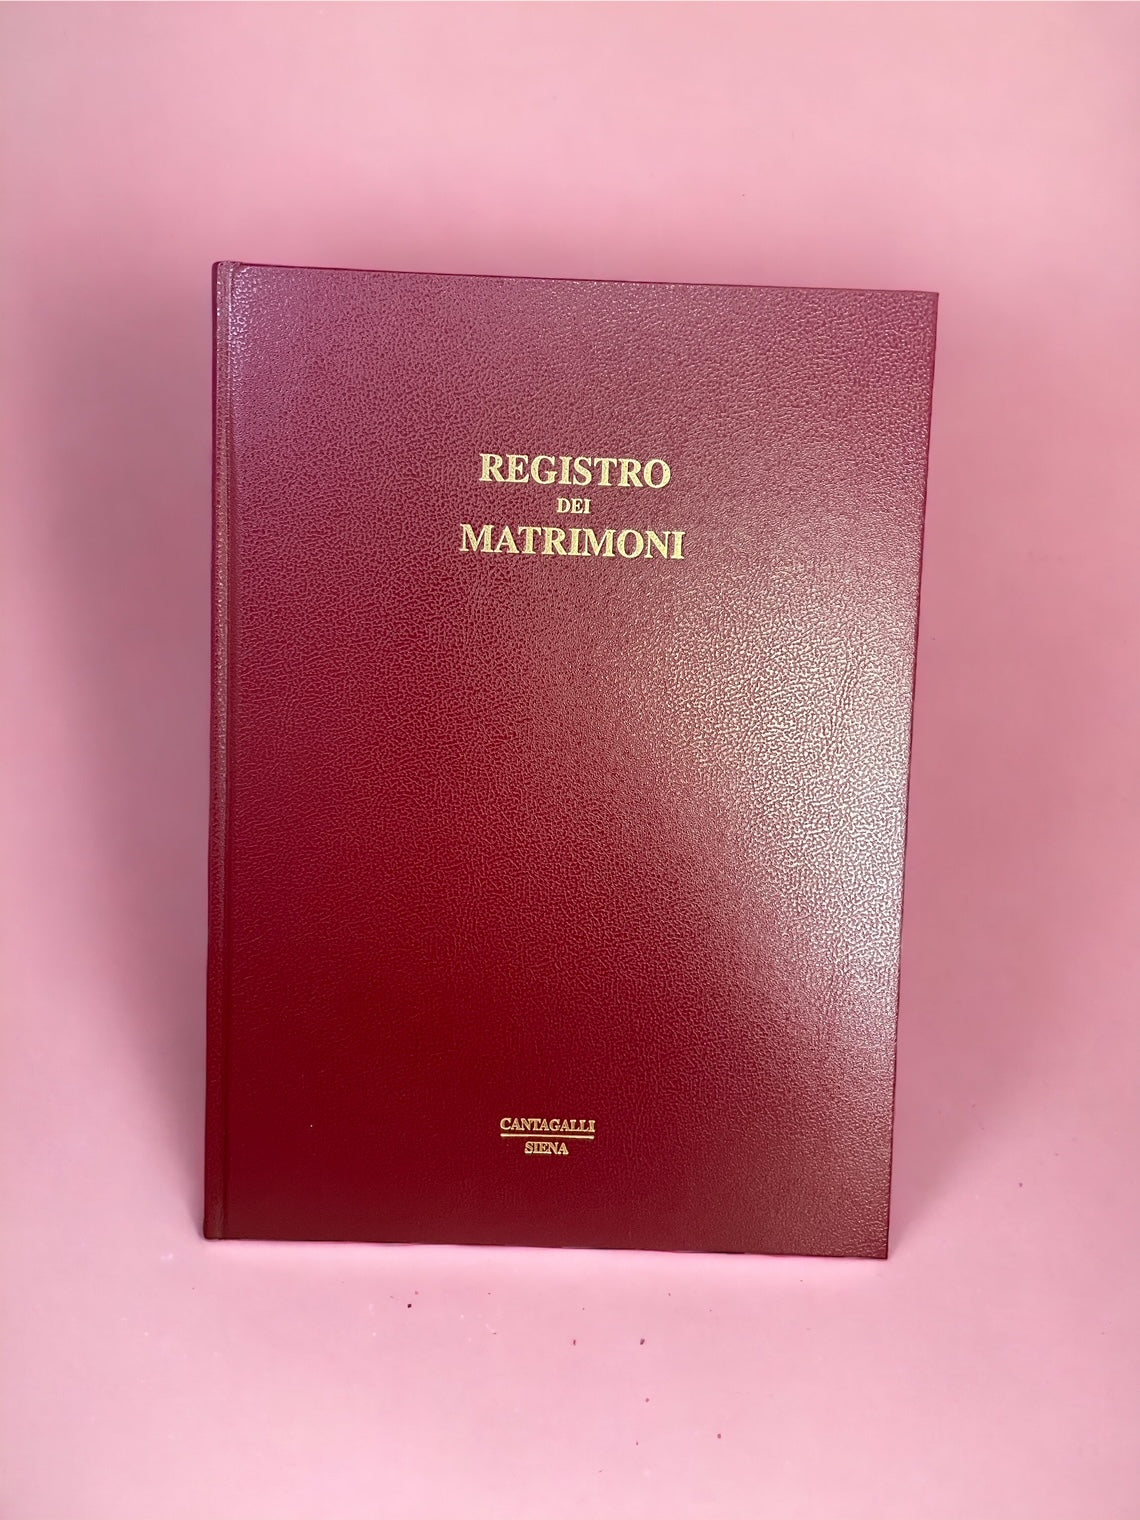 REGISTRO
DEI
MATRIMONI
CANTAGALLI
SIENA